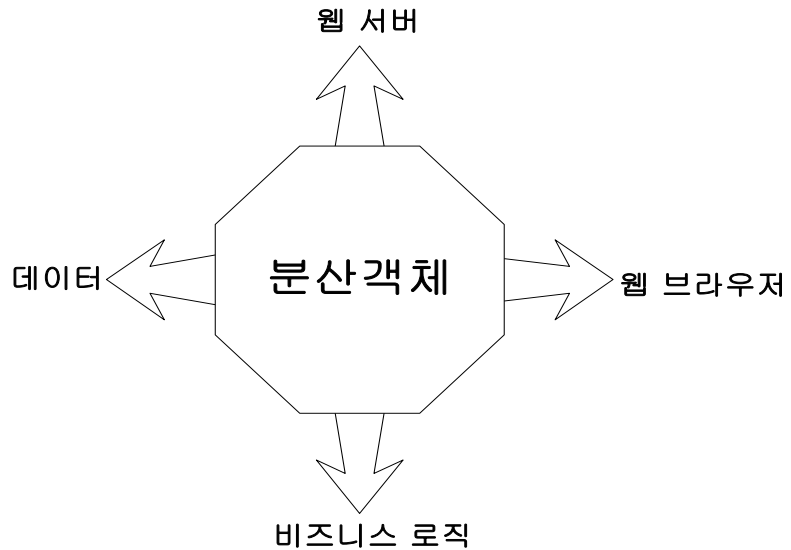 웹 서버
데이터
분산객체
웹 브라우저
비즈니스 로직